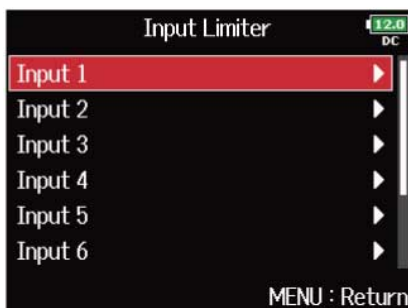 Input Limiter
12.0
DC
Input 1
Input 2
Input 3
Input 4
Input 5
Input 6
MENU : Return